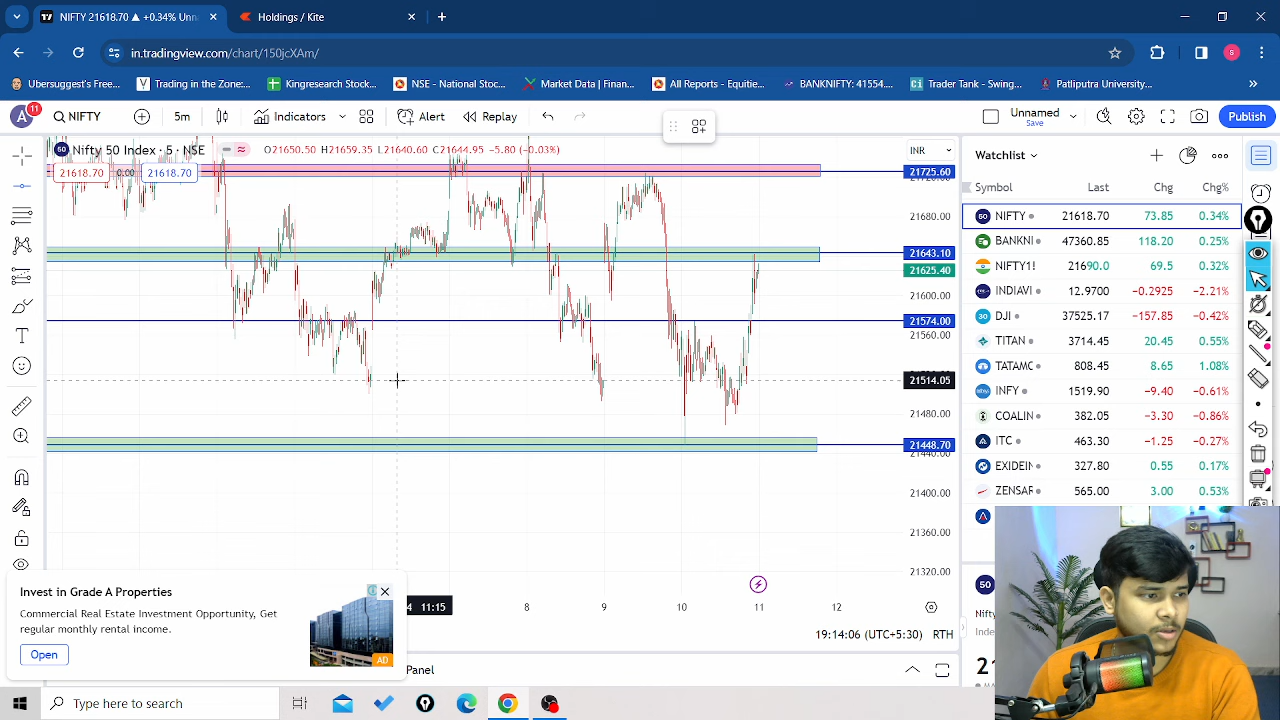 NIFTY 21618.70 ▲ +0.34% Unn
Holdings / Kite
in.tradingview.com/chart/150jcXAm/
Ubersuggest's Free... Trading in the Zone... Kingresearch Stock... NSE - National Stoc... Market Data | Finan... All Reports - Equitie... BANKNIFTY: 41554... Trader Tank - Swing... Patliputra University...
A 11 NIFTY 5m Indicators Alert Replay Unnamed Save Publish
50 Nifty 50 Index · 5 · NSE O21650.50 H21659.35 L21640.60 C21644.95 −5.80 (−0.03%)
INR
21618.70 0.00 21618.70
21725.60
21680.00
21643.10
21625.40
21600.00
21574.00
21560.00
21514.05
21480.00
21448.70
21440.00
21400.00
21360.00
21320.00
4 11:15 8 9 10 11 12
19:14:06 (UTC+5:30) RTH
Panel
Watchlist
Symbol Last Chg Chg%
NIFTY 21618.70 73.85 0.34%
BANKNI 47360.85 118.20 0.25%
NIFTY1! 21690.0 69.5 0.32%
INDIAVI 12.9700 −0.2925 −2.21%
DJI 37525.17 −157.85 −0.42%
TITAN 3714.45 20.45 0.55%
TATAMC 1519.90 8.65 1.08%
INFY 1519.90 −9.40 −0.61%
COALIN 382.05 −3.30 −0.86%
ITC 463.30 −1.25 −0.27%
EXIDEIN 327.80 0.55 0.17%
ZENSAR 565.00 3.00 0.53%
Invest in Grade A Properties
Commercial Real Estate Investment Opportunity, Get
regular monthly rental income.
Open
AD
Type here to search